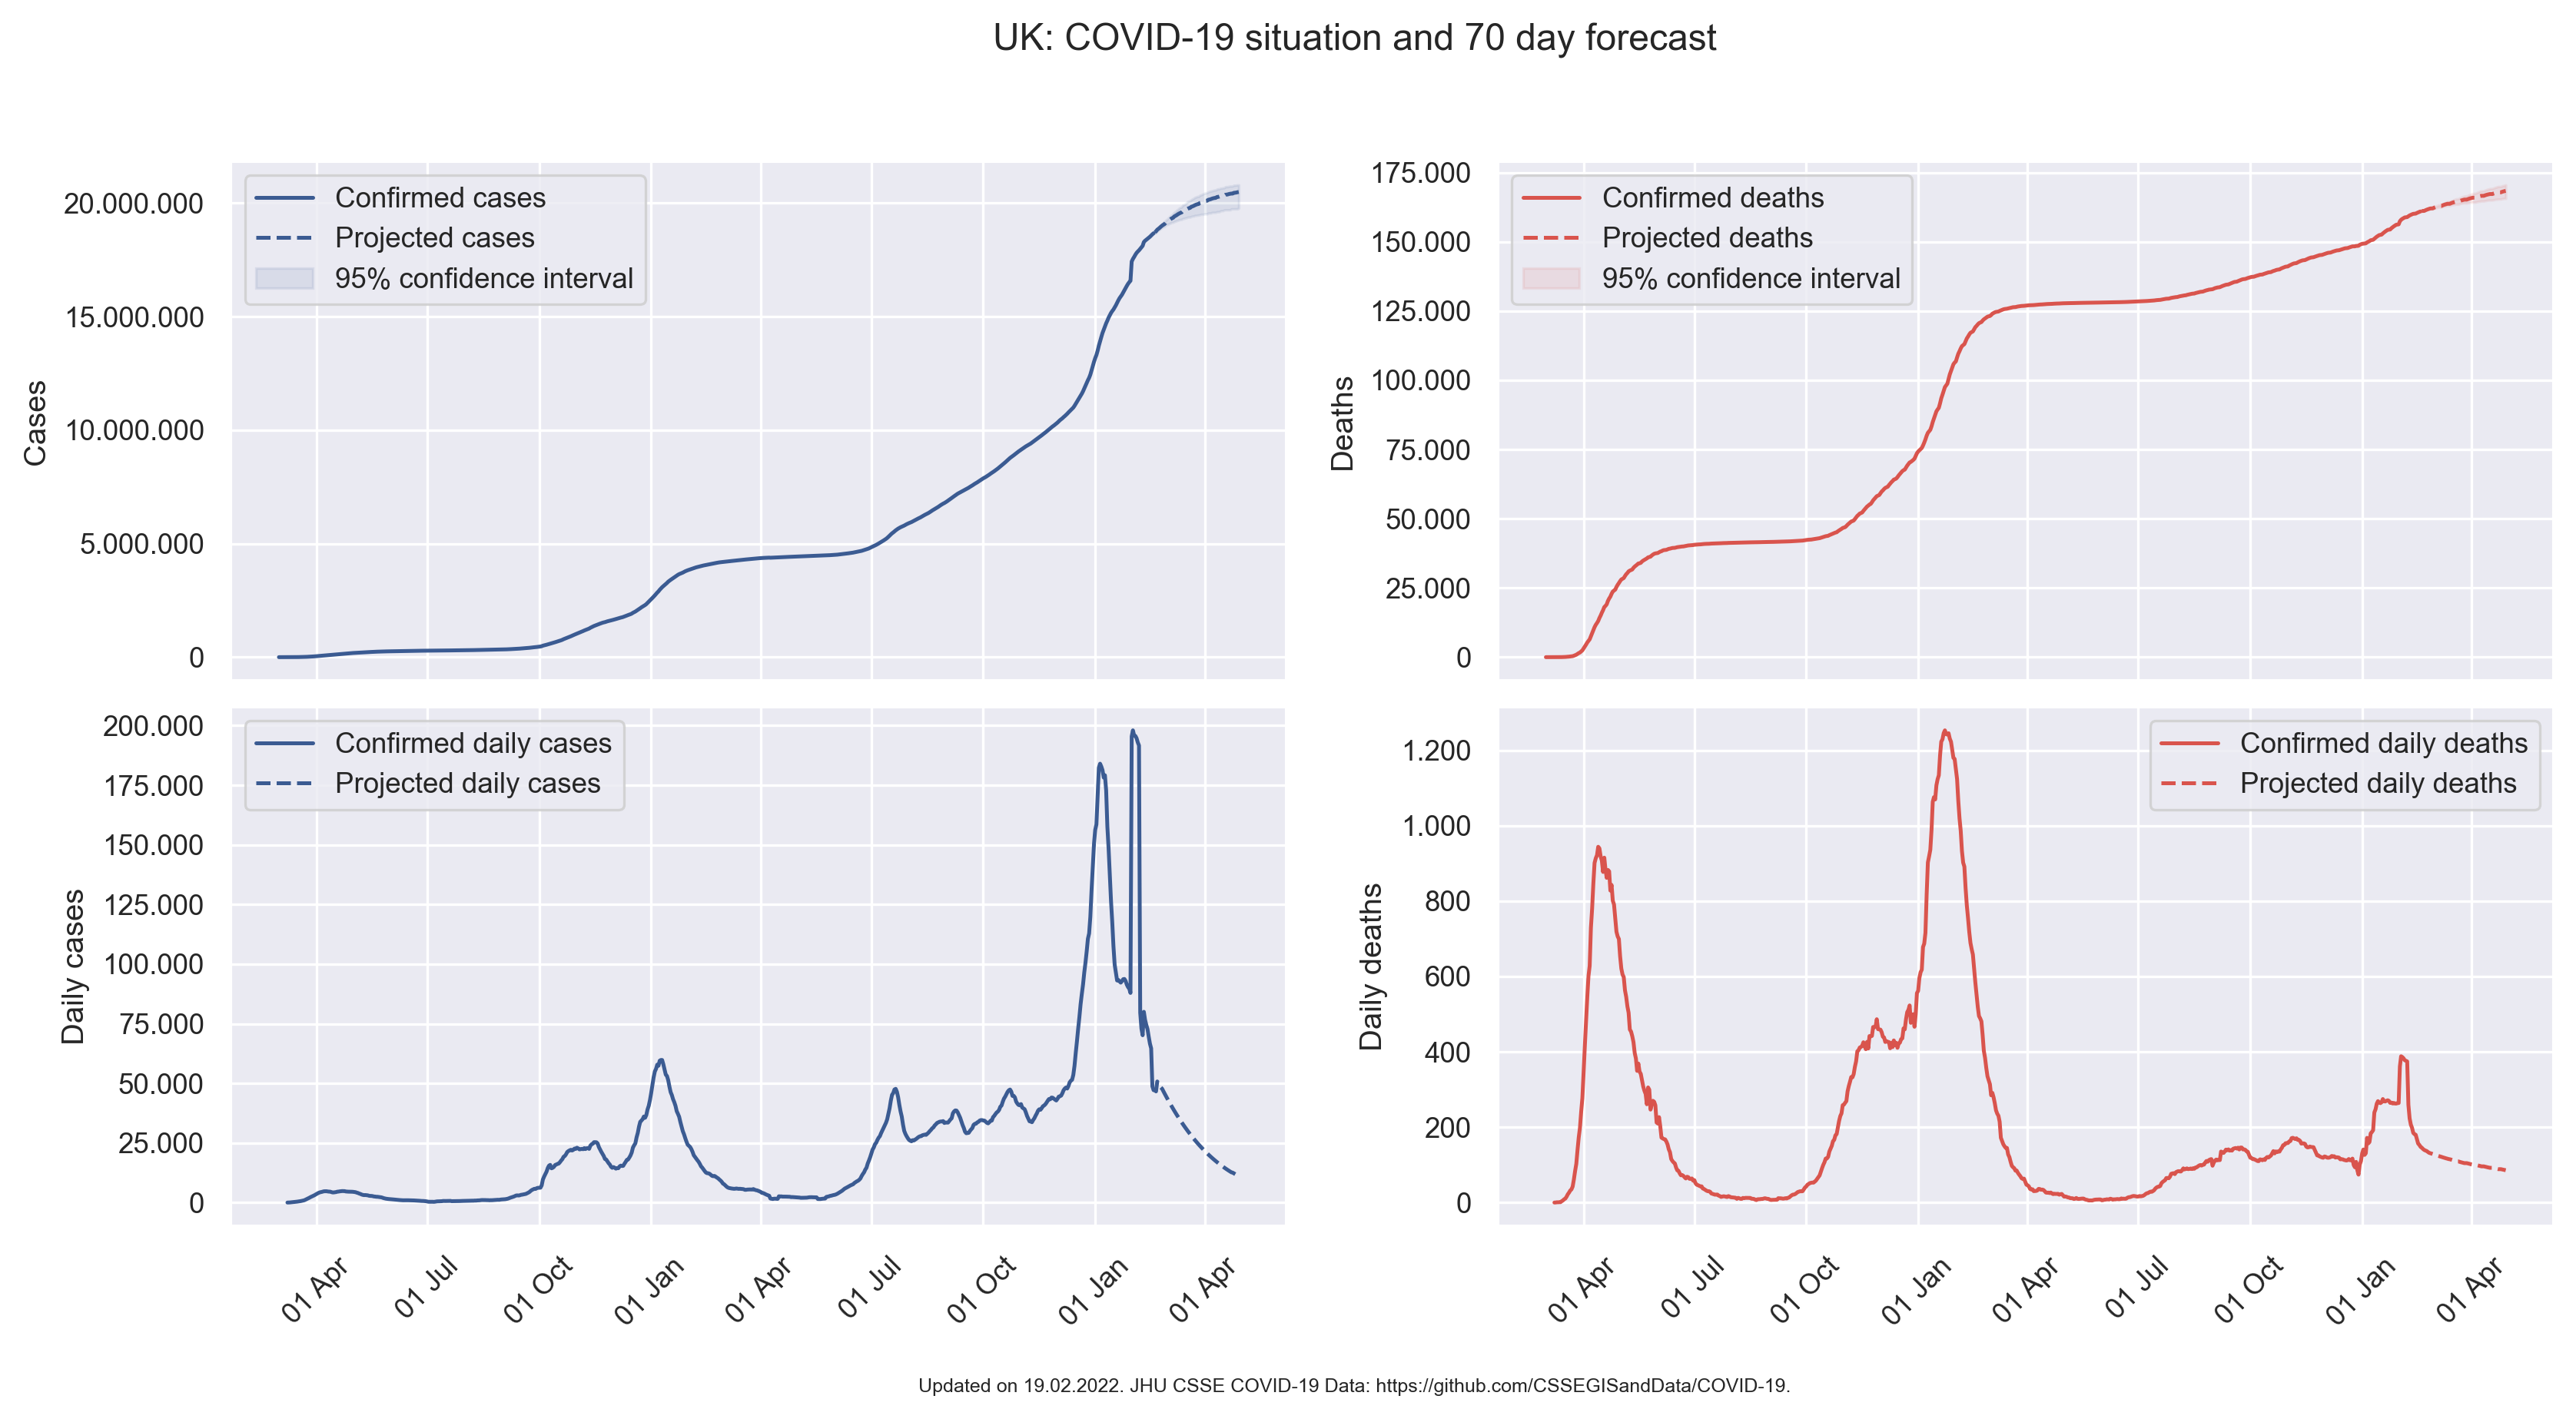 UK: COVID-19 situation and 70 day forecast
Cases
20.000.000
15.000.000
10.000.000
5.000.000
0
Confirmed cases
Projected cases
95% confidence interval
Deaths
175.000
150.000
125.000
100.000
75.000
50.000
25.000
0
Confirmed deaths
Projected deaths
95% confidence interval
Daily cases
200.000
175.000
150.000
125.000
100.000
75.000
50.000
25.000
0
Confirmed daily cases
Projected daily cases
01 Apr
01 Jul
01 Oct
01 Jan
01 Apr
01 Jul
01 Oct
01 Jan
01 Apr
Daily deaths
1.200
1.000
800
600
400
200
0
Confirmed daily deaths
Projected daily deaths
01 Apr
01 Jul
01 Oct
01 Jan
01 Apr
01 Jul
01 Oct
01 Jan
01 Apr
Updated on 19.02.2022. JHU CSSE COVID-19 Data: https://github.com/CSSEGISandData/COVID-19.